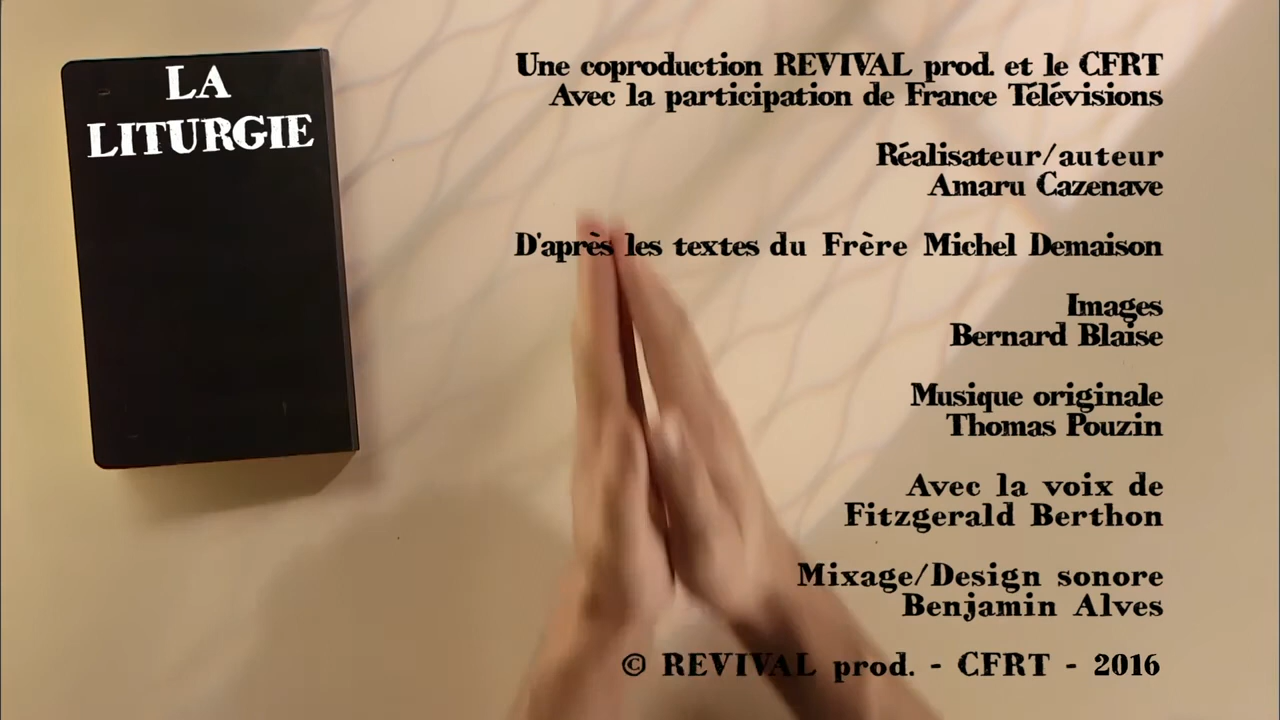 LA
LITURGIE
Une coproduction REVIVAL prod. et le CFRT
Avec la participation de France Télévisions
Réalisateur/auteur
Amaru Cazenave
D'après les textes du Frère Michel Demaison
Images
Bernard Blaise
Musique originale
Thomas Pouzin
Avec la voix de
Fitzgerald Berthon
Mixage/Design sonore
Benjamin Alves
© REVIVAL prod. - CFRT - 2016